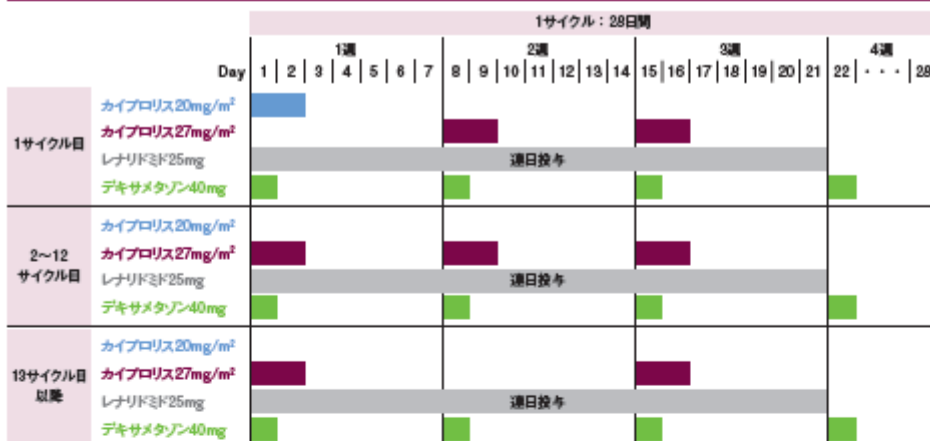 1サイクル：28日間
1週 2週 3週 4週
Day 1 2 3 4 5 6 7 8 9 10 11 12 13 14 15 16 17 18 19 20 21 22 ・・・ 28
1サイクル目
カイプロリス20mg/m²
カイプロリス27mg/m²
レナリドミド25mg 連日投与
デキサメタゾン40mg
2〜12
サイクル目
カイプロリス20mg/m²
カイプロリス27mg/m²
レナリドミド25mg 連日投与
デキサメタゾン40mg
13サイクル目
以降
カイプロリス20mg/m²
カイプロリス27mg/m²
レナリドミド25mg 連日投与
デキサメタゾン40mg